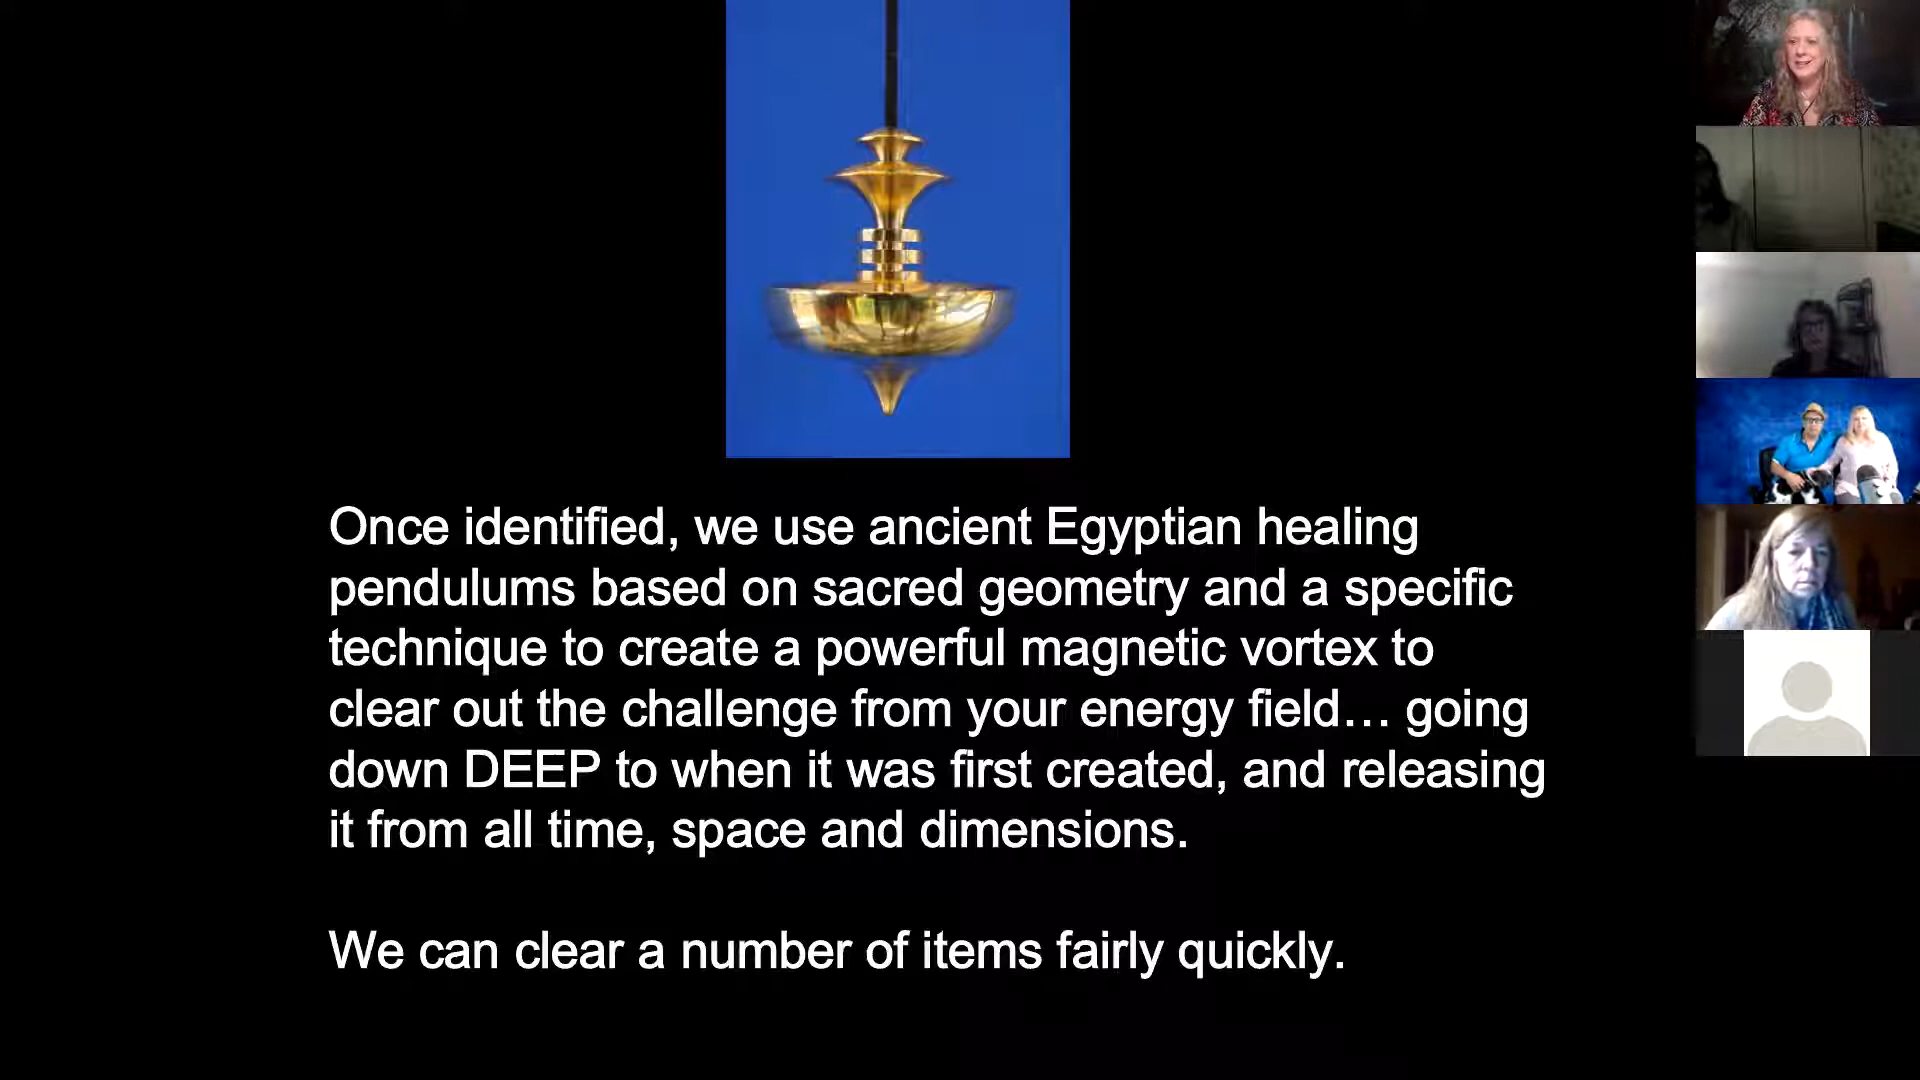 Once identified, we use ancient Egyptian healing
pendulums based on sacred geometry and a specific
technique to create a powerful magnetic vortex to
clear out the challenge from your energy field… going
down DEEP to when it was first created, and releasing
it from all time, space and dimensions.
We can clear a number of items fairly quickly.